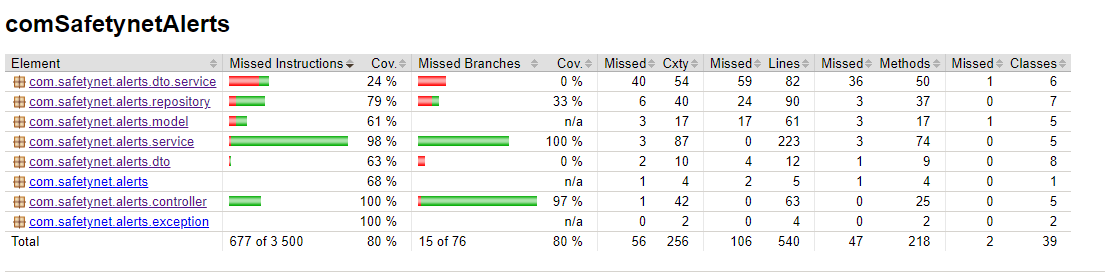 comSafetynetAlerts
Element Missed Instructions Cov. Missed Branches Cov. Missed Cxty Missed Lines Missed Methods Missed Classes
com.safetynet.alerts.dto.service 24 % 0 % 40 54 59 82 36 50 1 6
com.safetynet.alerts.repository 79 % 33 % 6 40 24 90 3 37 0 7
com.safetynet.alerts.model 61 % n/a 3 17 17 61 3 17 1 5
com.safetynet.alerts.service 98 % 100 % 3 87 0 223 3 74 0 5
com.safetynet.alerts.dto 63 % 0 % 2 10 4 12 1 9 0 8
com.safetynet.alerts 68 % n/a 1 4 2 5 1 4 0 1
com.safetynet.alerts.controller 100 % 97 % 1 42 0 63 0 25 0 5
com.safetynet.alerts.exception 100 % n/a 0 2 0 4 0 2 0 2
Total 677 of 3 500 80 % 15 of 76 80 % 56 256 106 540 47 218 2 39